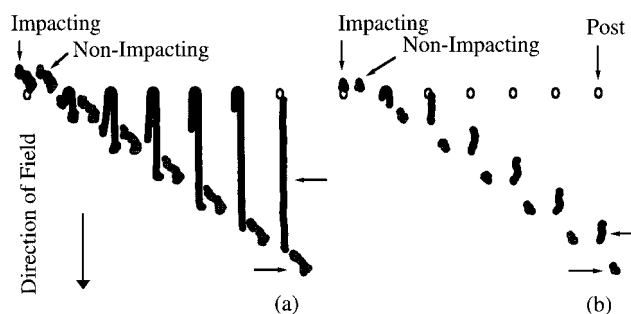 Impacting
Non-Impacting
Direction of Field
(a)
Impacting
Non-Impacting
Post
(b)